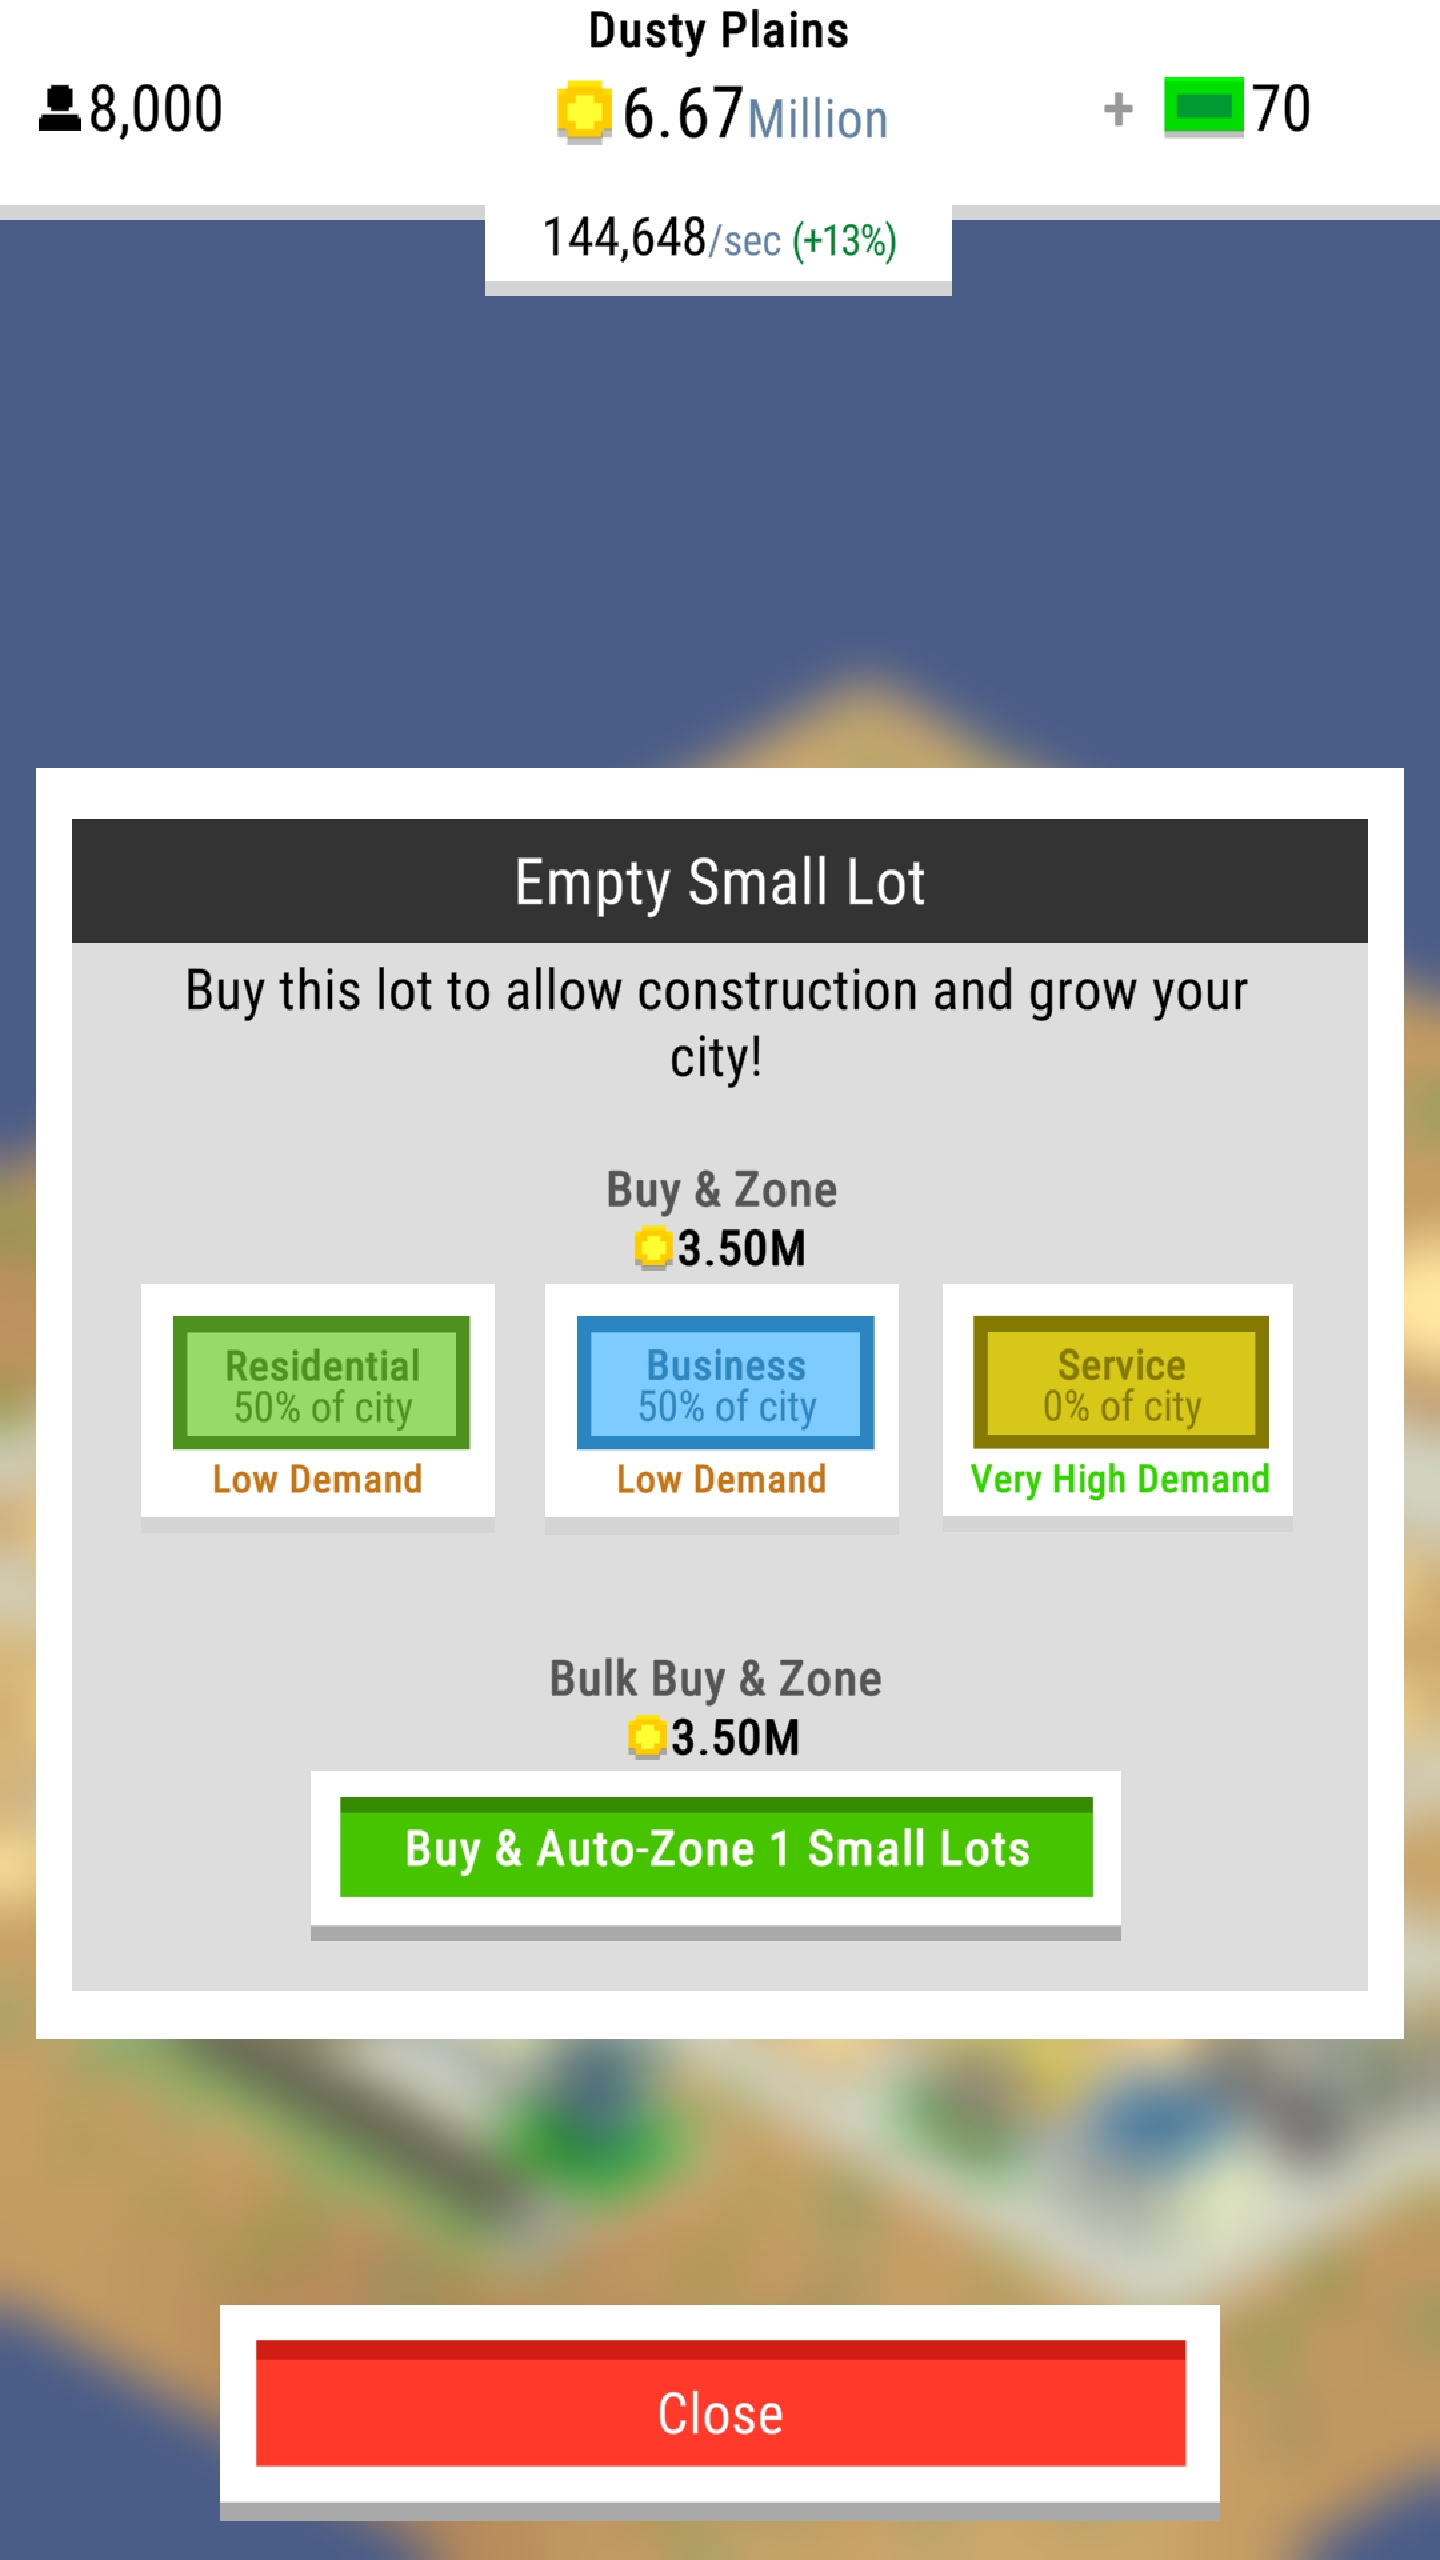 Dusty Plains
8,000
6.67Million
+ 70
144,648/sec (+13%)
Empty Small Lot
Buy this lot to allow construction and grow your
city!
Buy & Zone
3.50M
Residential
50% of city
Low Demand
Business
50% of city
Low Demand
Service
0% of city
Very High Demand
Bulk Buy & Zone
3.50M
Buy & Auto-Zone 1 Small Lots
Close